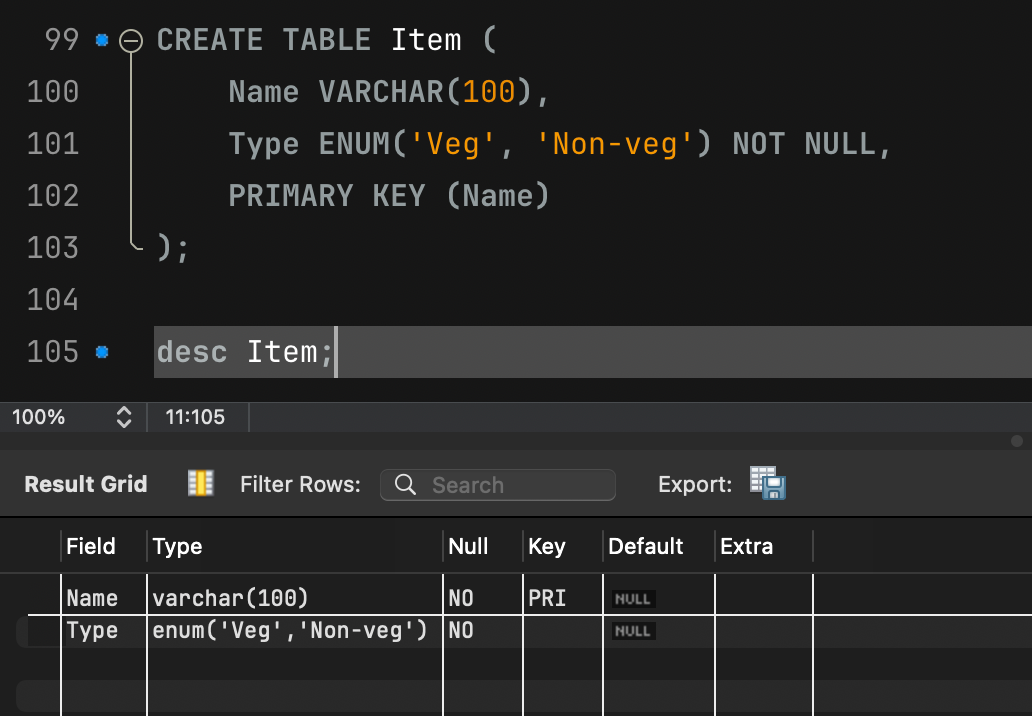 99 CREATE TABLE Item (
100 Name VARCHAR(100),
101 Type ENUM('Veg', 'Non-veg') NOT NULL,
102 PRIMARY KEY (Name)
103 );
104
105 desc Item;
100% 11:105
Result Grid Filter Rows: Search Export:
Field Type Null Key Default Extra
Name varchar(100) NO PRI NULL
Type enum('Veg','Non-veg') NO NULL